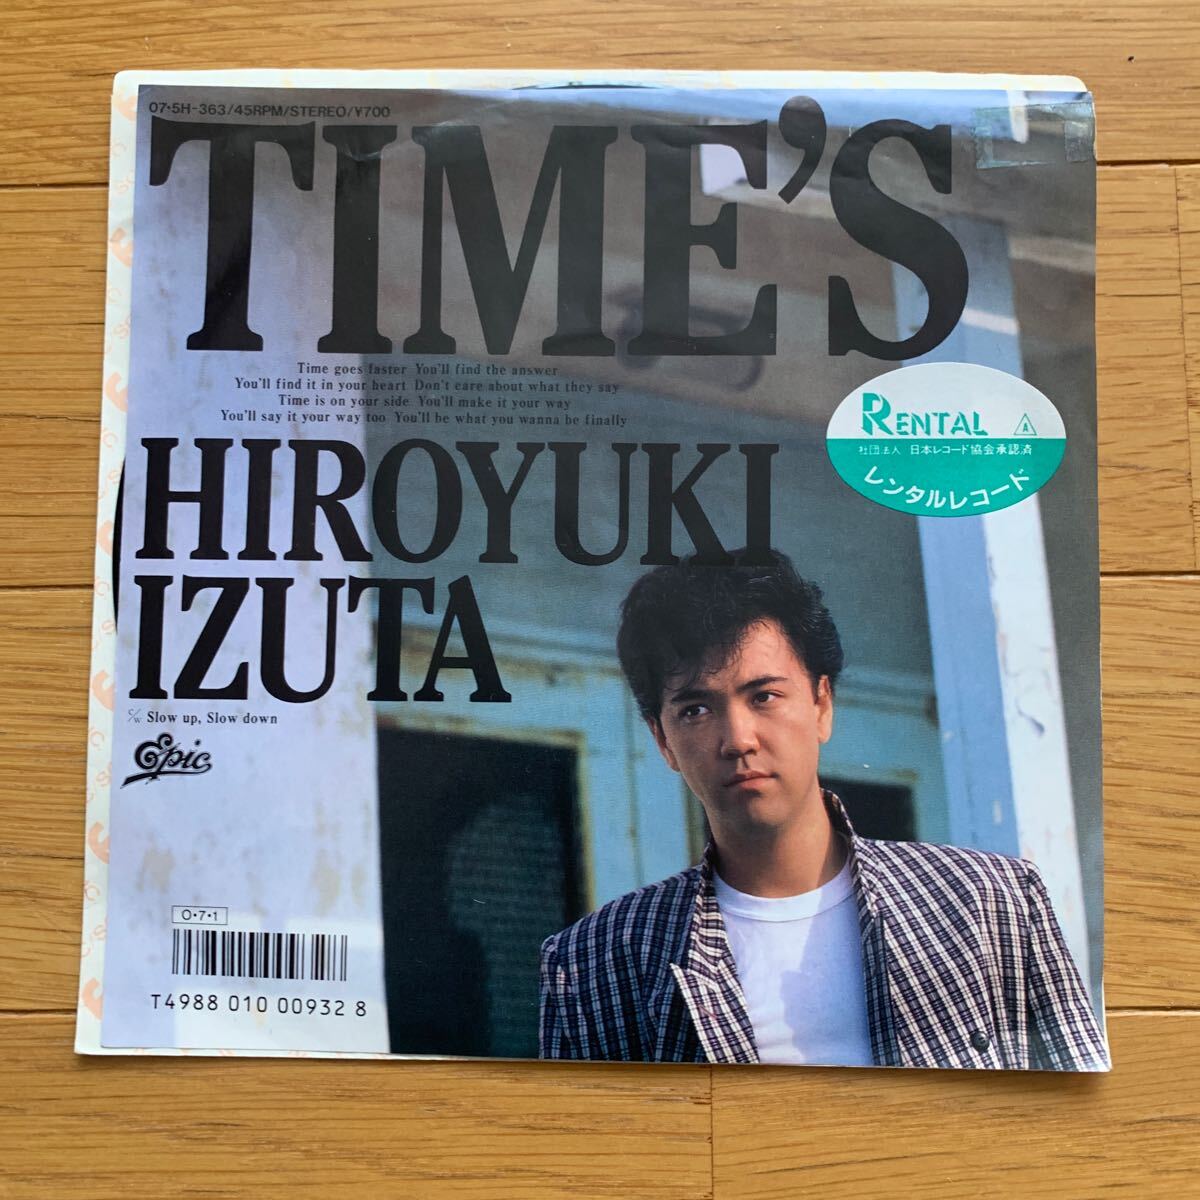 07・5H-363/45RPM/STEREO/¥700
TIME'S
Time goes faster You'll find the answer
You'll find it in your heart Don't care about what they say
Time is on your side You'll make it your way
You'll say it your way too You'll be what you wanna be finally
RENTAL A
社団法人 日本レコード協会承認済
レンタルレコード
HIROYUKI
IZUTA
c/w Slow up, Slow down
Epic
0・7・1
T4988 010 00932 8